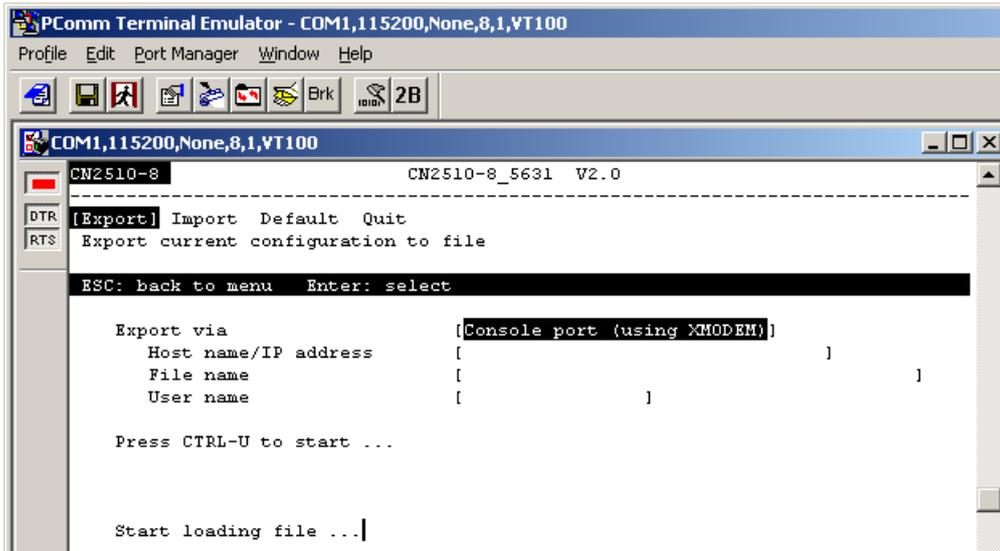 PComm Terminal Emulator - COM1,115200,None,8,1,VT100
Profile Edit Port Manager Window Help
Brk 2B
COM1,115200,None,8,1,VT100
CN2510-8 CN2510-8_5631 V2.0
DTR [Export] Import Default Quit
RTS Export current configuration to file
ESC: back to menu Enter: select
Export via [Console port (using XMODEM)]
Host name/IP address [ ]
File name [ ]
User name [ ]
Press CTRL-U to start ...
Start loading file ...